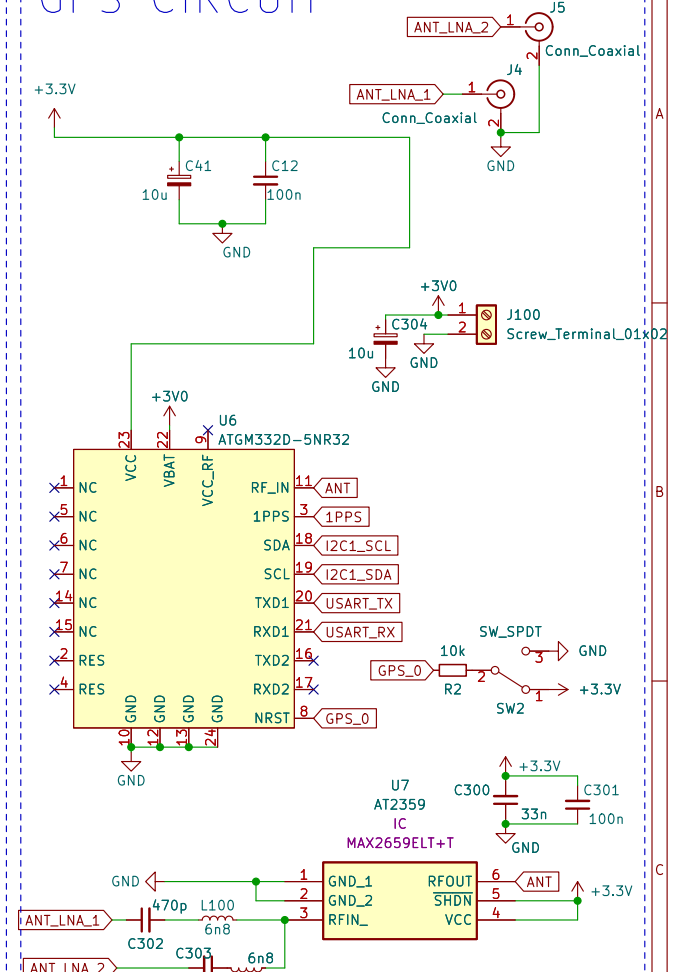 GPS CIRCUIT
J5
ANT_LNA_2 1
2 Conn_Coaxial
J4
ANT_LNA_1 1
Conn_Coaxial 2
GND
+3.3V
A
C41 C12
+
10u 100n
GND
+3V0
J100
1
C304 2 Screw_Terminal_01x02
+
10u GND
GND
+3V0
U6
ATGM332D-5NR32
23 22 9
VCC VBAT VCC_RF
B
1 NC RF_IN 11 ANT
5 NC 1PPS 3 1PPS
6 NC SDA 18 I2C1_SCL
7 NC SCL 19 I2C1_SDA
14 NC TXD1 20 USART_TX
15 NC RXD1 21 USART_RX
2 RES TXD2 16
4 RES RXD2 17
NRST 8 GPS_0
GND GND GND GND
10 12 13 24
GND
SW_SPDT
10k 3 GND
GPS_0 2
R2 1 +3.3V
SW2
+3.3V
C300 C301
33n 100n
GND
U7
AT2359
IC
MAX2659ELT+T
C
GND 1 GND_1 RFOUT 6 ANT
2 GND_2 SHDN 5 +3.3V
3 RFIN_ VCC 4
470p L100
ANT_LNA_1
C302 6n8
C303 6n8
ANT_LNA_2